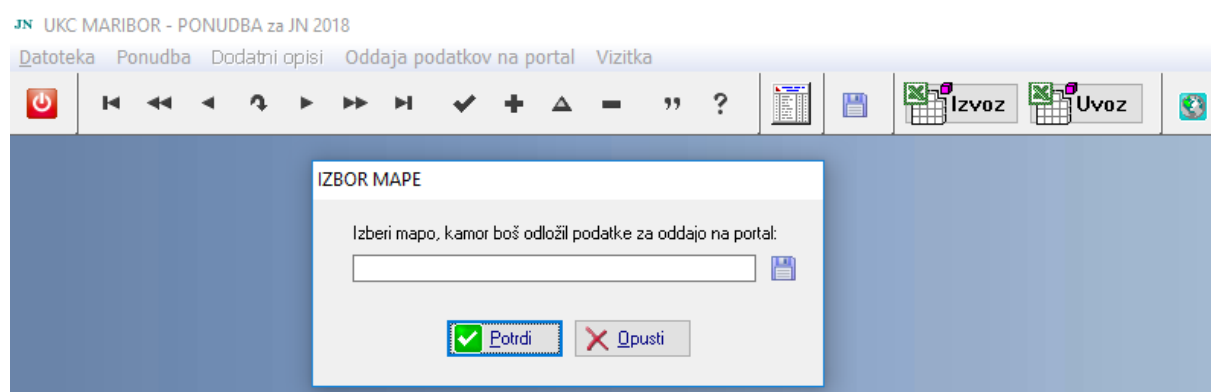 JN UKC MARIBOR - PONUDBA za JN 2018
Datoteka Ponudba Dodatni opisi Oddaja podatkov na portal Vizitka
Izvoz Uvoz
IZBOR MAPE
Izberi mapo, kamor boš odložil podatke za oddajo na portal:
Potrdi Opusti